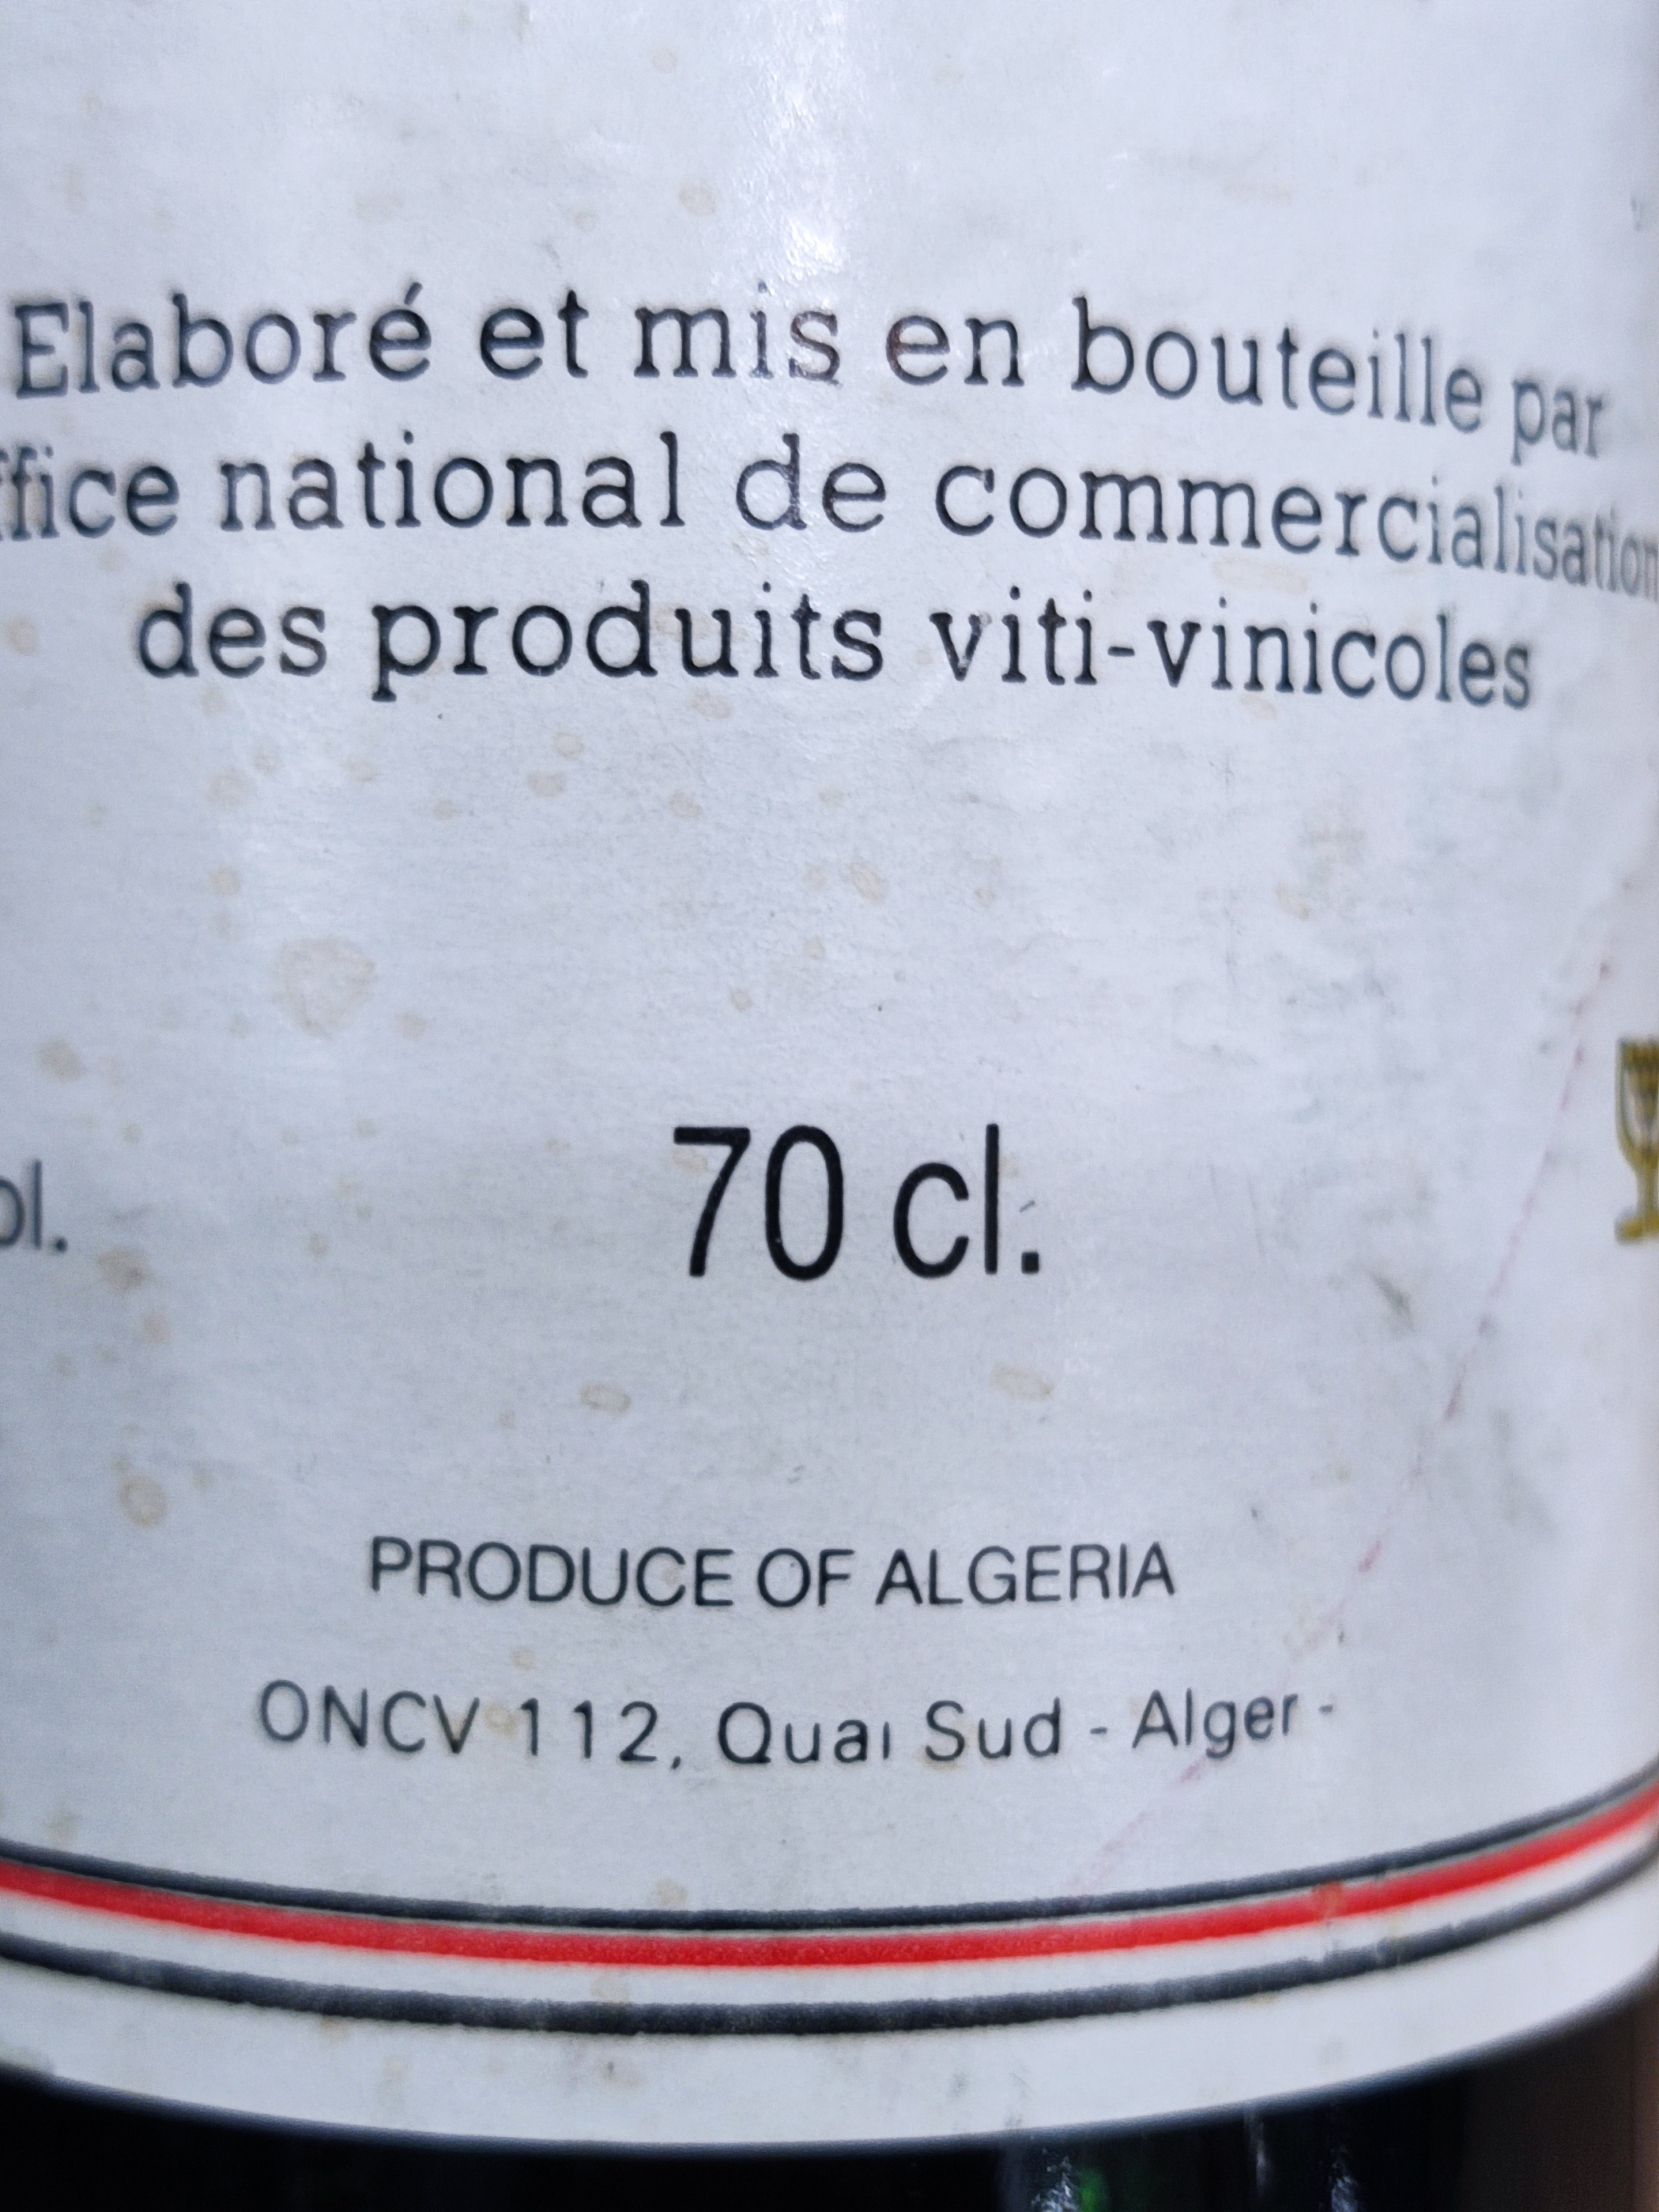 Elaboré et mis en bouteille par
ffice national de commercialisation
des produits viti-vinicoles
ol.
70 cl.
PRODUCE OF ALGERIA
ONCV 112, Quai Sud - Alger -